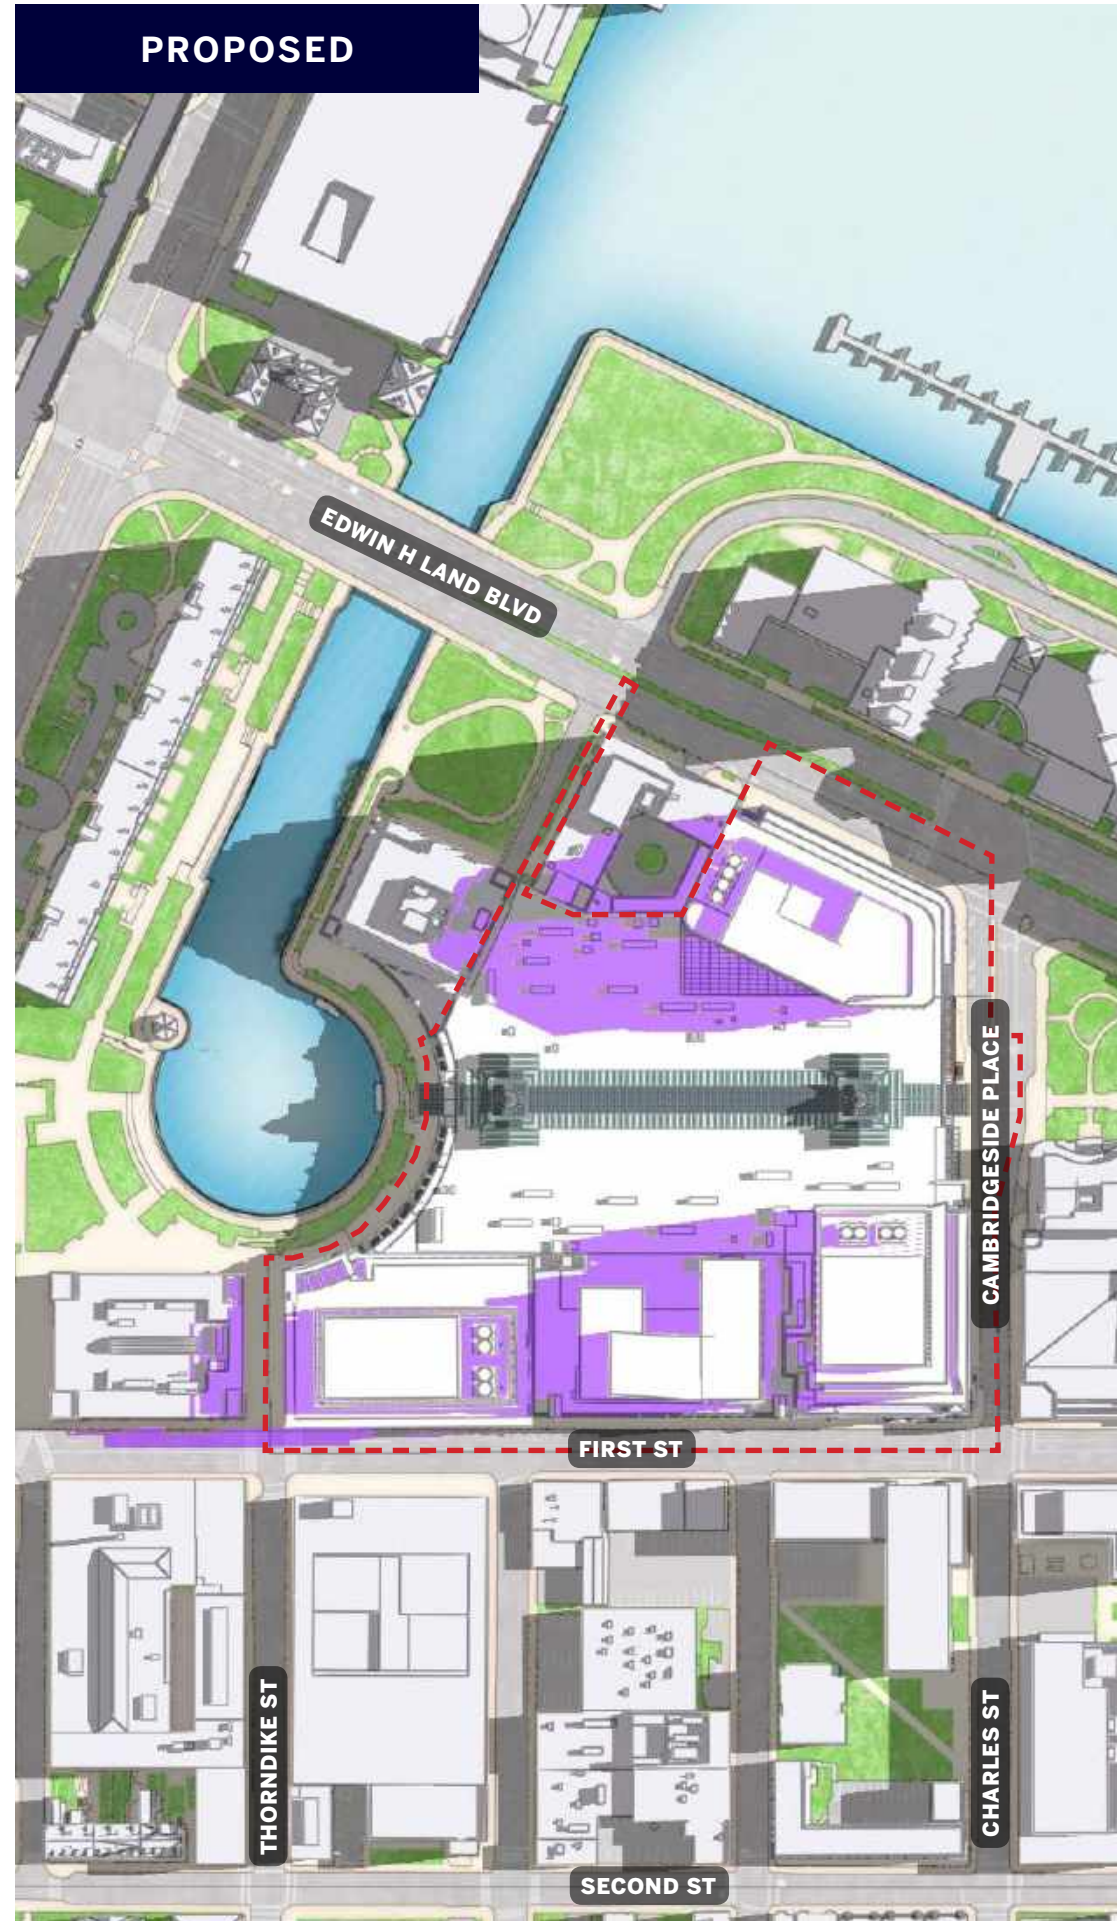 PROPOSED
EDWIN H LAND BLVD
CAMBRIDGESIDE PLACE
FIRST ST
THORNDIKE ST
CHARLES ST
SECOND ST